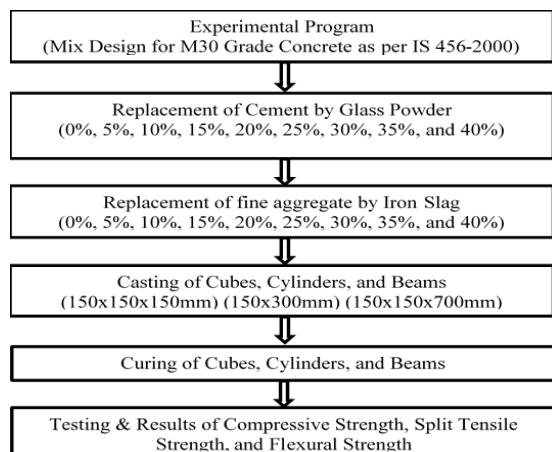 Experimental Program
(Mix Design for M30 Grade Concrete as per IS 456-2000)
Replacement of Cement by Glass Powder
(0%, 5%, 10%, 15%, 20%, 25%, 30%, 35%, and 40%)
Replacement of fine aggregate by Iron Slag
(0%, 5%, 10%, 15%, 20%, 25%, 30%, 35%, and 40%)
Casting of Cubes, Cylinders, and Beams
(150x150x150mm) (150x300mm) (150x150x700mm)
Curing of Cubes, Cylinders, and Beams
Testing & Results of Compressive Strength, Split Tensile
Strength, and Flexural Strength